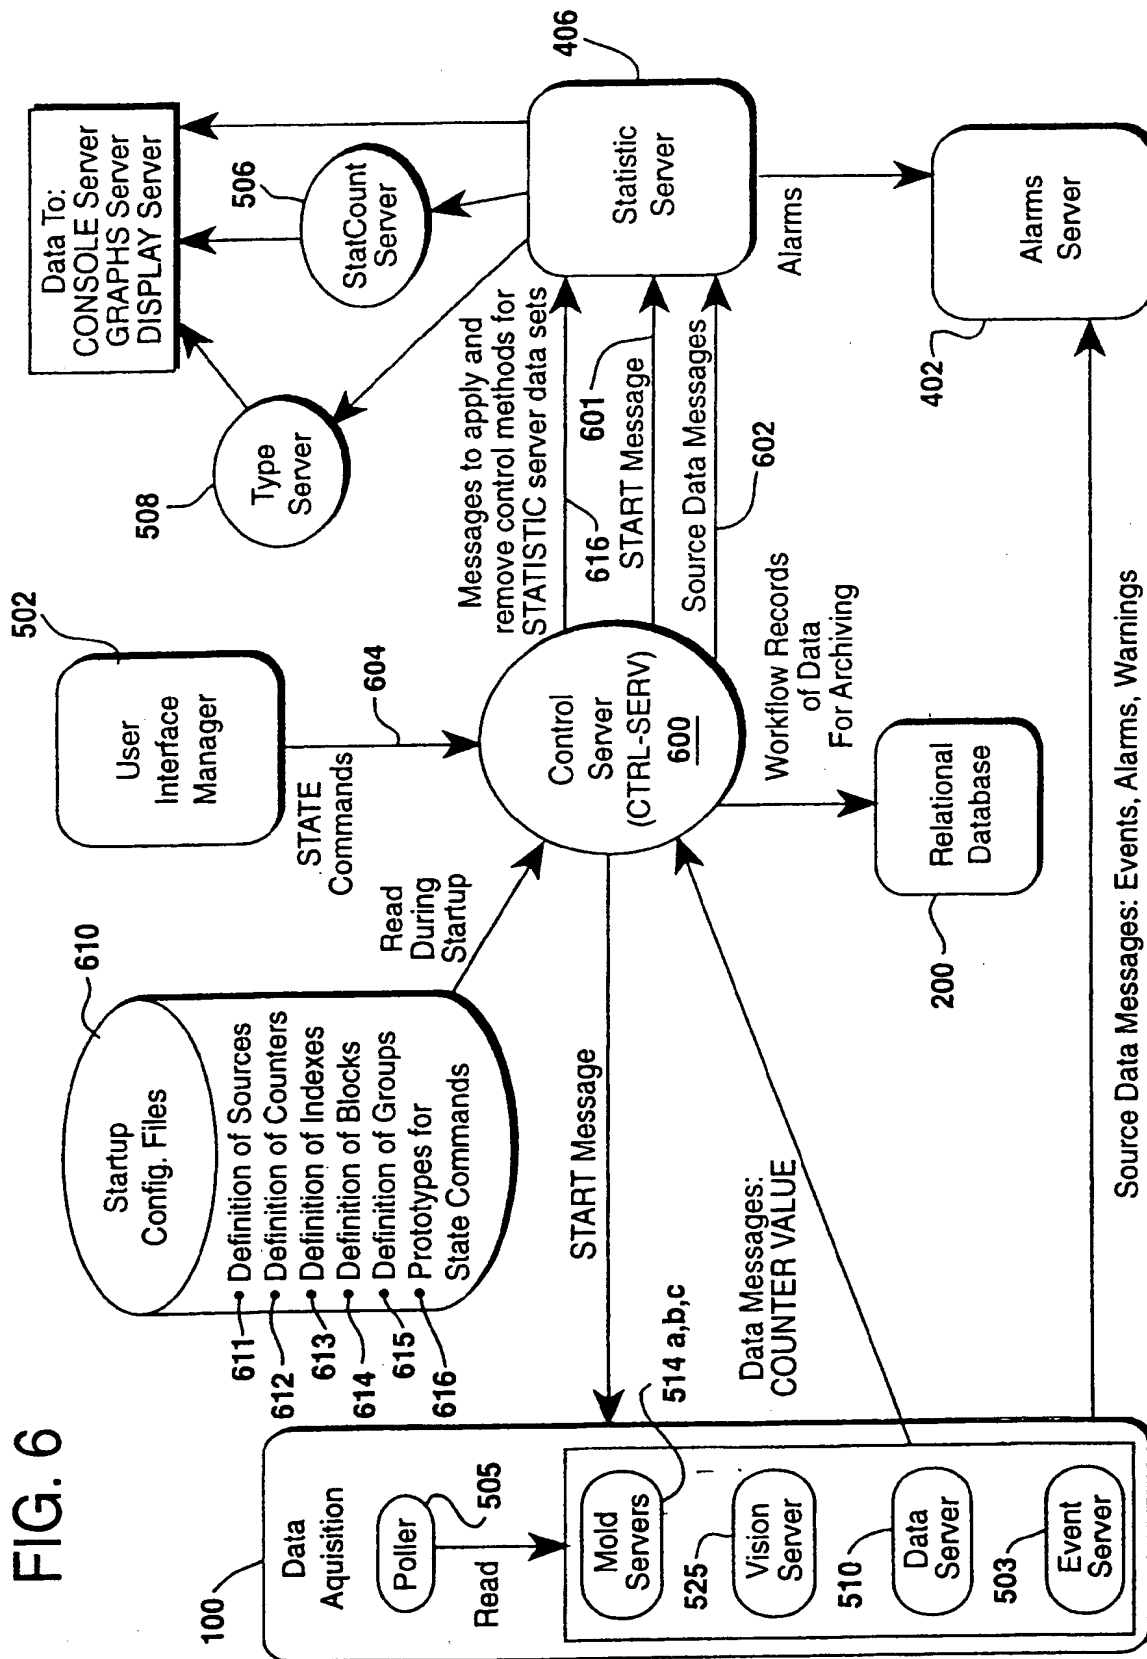 FIG. 6
100
Data
Aquisition
Poller
505
Read
Mold
Servers
514 a,b,c
525
Vision
Server
510
Data
Server
503
Event
Server
Startup
Config. Files
610
611
Definition of Sources
612
Definition of Counters
613
Definition of Indexes
614
Definition of Blocks
615
Definition of Groups
616
Prototypes for
State Commands
Read
During
Startup
START Message
Data Messages:
COUNTER VALUE
User
Interface
Manager
502
STATE
Commands
604
Control
Server
(CTRL-SERV)
600
Workflow Records
of Data
For Archiving
Relational
Database
200
Source Data Messages: Events, Alarms, Warnings
Messages to apply and
remove control methods for
STATISTIC server data sets
616
601
START Message
Source Data Messages
602
Data To:
CONSOLE Server
GRAPHS Server
DISPLAY Server
508
Type
Server
506
StatCount
Server
Statistic
Server
406
Alarms
Alarms
Server
402